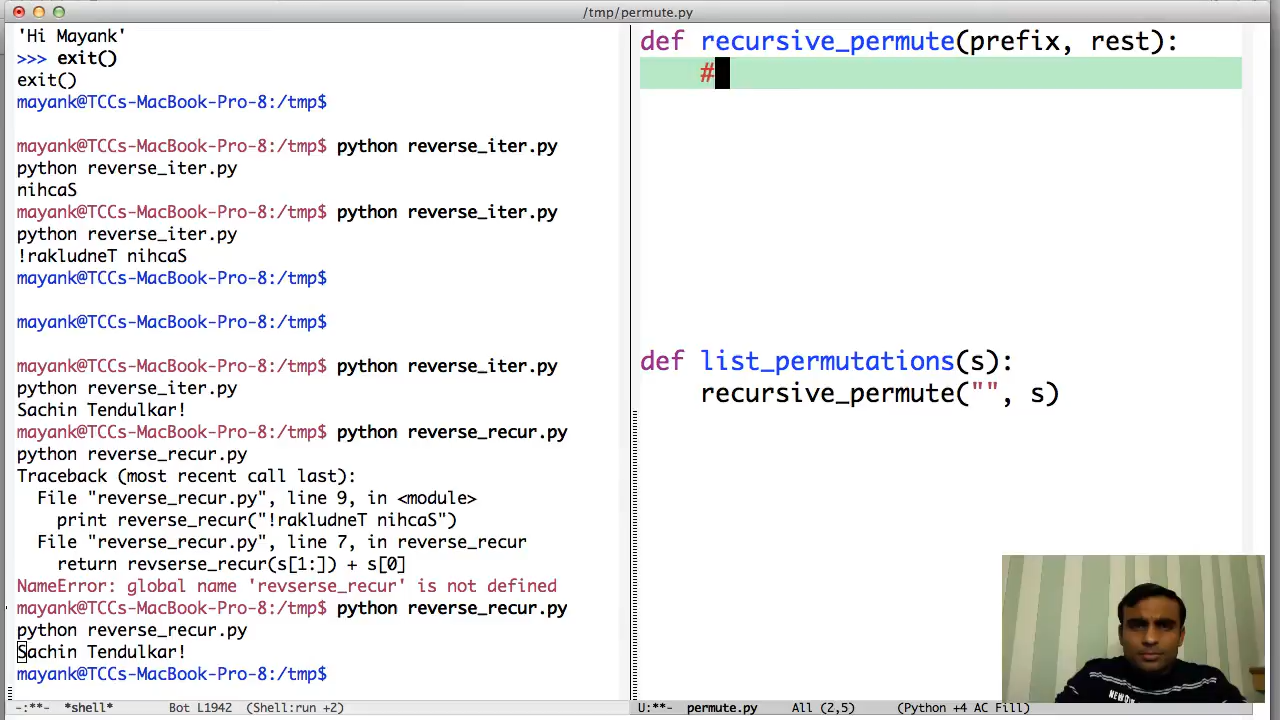 /tmp/permute.py
'Hi Mayank'
>>> exit()
exit()
mayank@TCCs-MacBook-Pro-8:/tmp$
mayank@TCCs-MacBook-Pro-8:/tmp$ python reverse_iter.py
python reverse_iter.py
nihcaS
mayank@TCCs-MacBook-Pro-8:/tmp$ python reverse_iter.py
python reverse_iter.py
!rakludneT nihcaS
mayank@TCCs-MacBook-Pro-8:/tmp$
mayank@TCCs-MacBook-Pro-8:/tmp$
mayank@TCCs-MacBook-Pro-8:/tmp$ python reverse_iter.py
python reverse_iter.py
Sachin Tendulkar!
mayank@TCCs-MacBook-Pro-8:/tmp$ python reverse_recur.py
python reverse_recur.py
Traceback (most recent call last):
File "reverse_recur.py", line 9, in <module>
print reverse_recur("!rakludneT nihcaS")
File "reverse_recur.py", line 7, in reverse_recur
return revserse_recur(s[1:]) + s[0]
NameError: global name 'revserse_recur' is not defined
mayank@TCCs-MacBook-Pro-8:/tmp$ python reverse_recur.py
python reverse_recur.py
Sachin Tendulkar!
mayank@TCCs-MacBook-Pro-8:/tmp$
-:**- *shell* Bot L1942 (Shell:run +2)
def recursive_permute(prefix, rest):
#
def list_permutations(s):
recursive_permute("", s)
U:**- permute.py All (2,5) (Python +4 AC Fill)